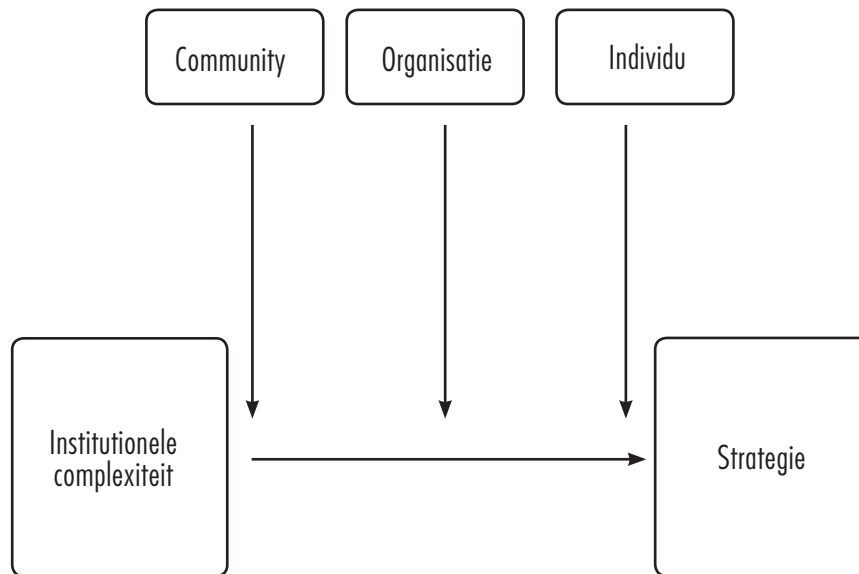 Community
Organisatie
Individu
Institutionele
complexiteit
Strategie